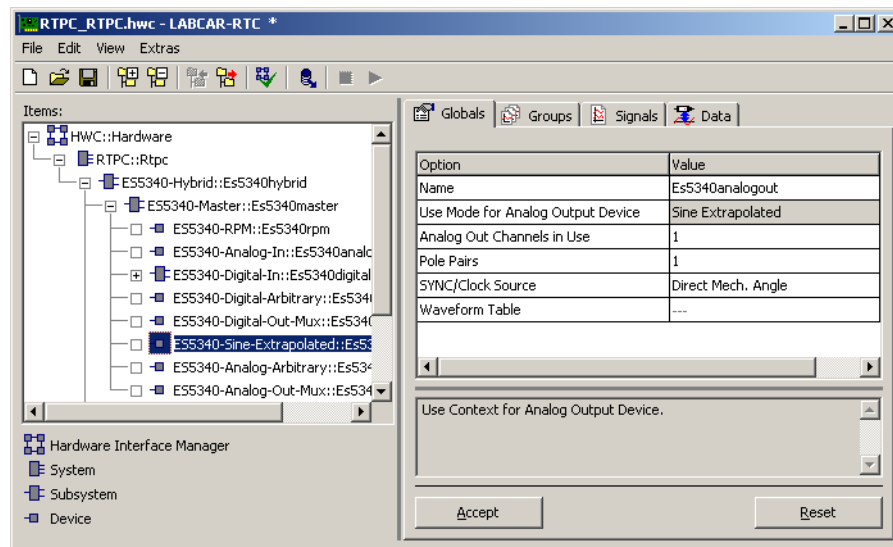 RTPC_RTPC.hwc - LABCAR-RTC *
File Edit View Extras
Items:
HWC::Hardware
RTPC::Rtpc
ES5340-Hybrid::Es5340hybrid
ES5340-Master::Es5340master
ES5340-RPM::Es5340rpm
ES5340-Analog-In::Es5340analc
ES5340-Digital-In::Es5340digital
ES5340-Digital-Arbitrary::Es534
ES5340-Digital-Out-Mux::Es534
ES5340-Sine-Extrapolated::Es53
ES5340-Analog-Arbitrary::Es534
ES5340-Analog-Out-Mux::Es534
Hardware Interface Manager
System
Subsystem
Device
Globals Groups Signals Data
Option Value
Name Es5340analogout
Use Mode for Analog Output Device Sine Extrapolated
Analog Out Channels in Use 1
Pole Pairs 1
SYNC/Clock Source Direct Mech. Angle
Waveform Table ---
Use Context for Analog Output Device.
Accept Reset